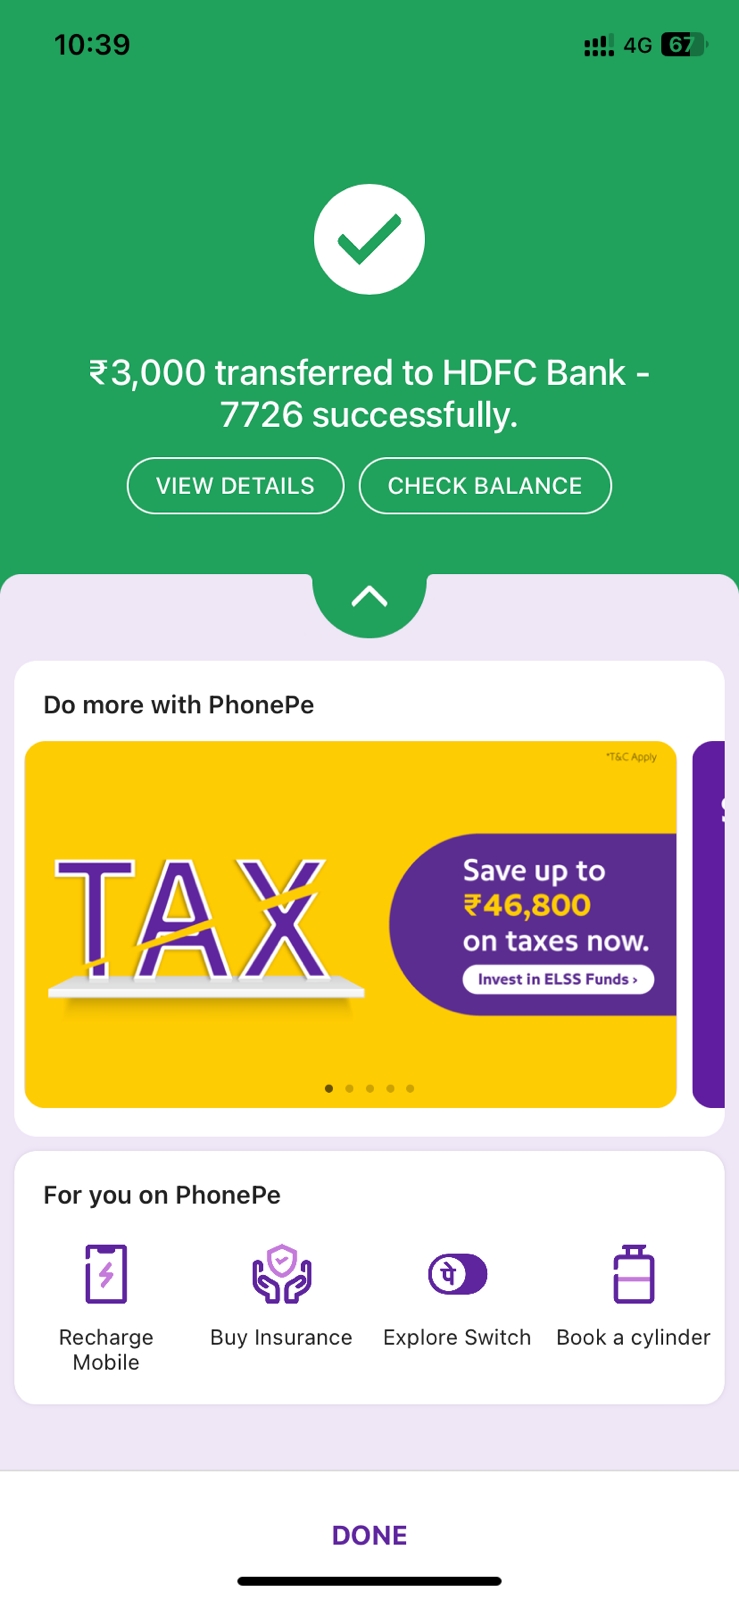 10:39
4G 67
₹3,000 transferred to HDFC Bank -
7726 successfully.
VIEW DETAILS
CHECK BALANCE
Do more with PhonePe
*T&C Apply
TAX
Save up to
₹46,800
on taxes now.
Invest in ELSS Funds ›
For you on PhonePe
पे
Recharge
Mobile
Buy Insurance
Explore Switch
Book a cylinder
DONE